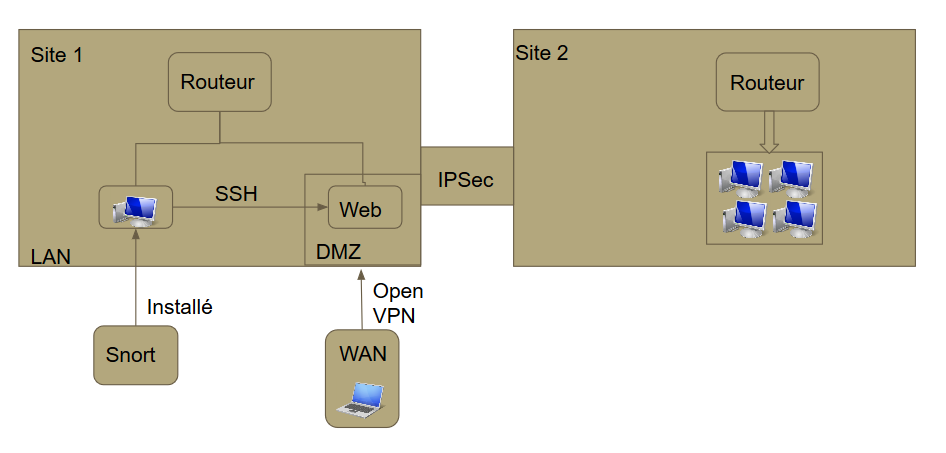 Site 1
Routeur
SSH
Web
LAN
DMZ
IPSec
Site 2
Routeur
Installé
Open
VPN
Snort
WAN